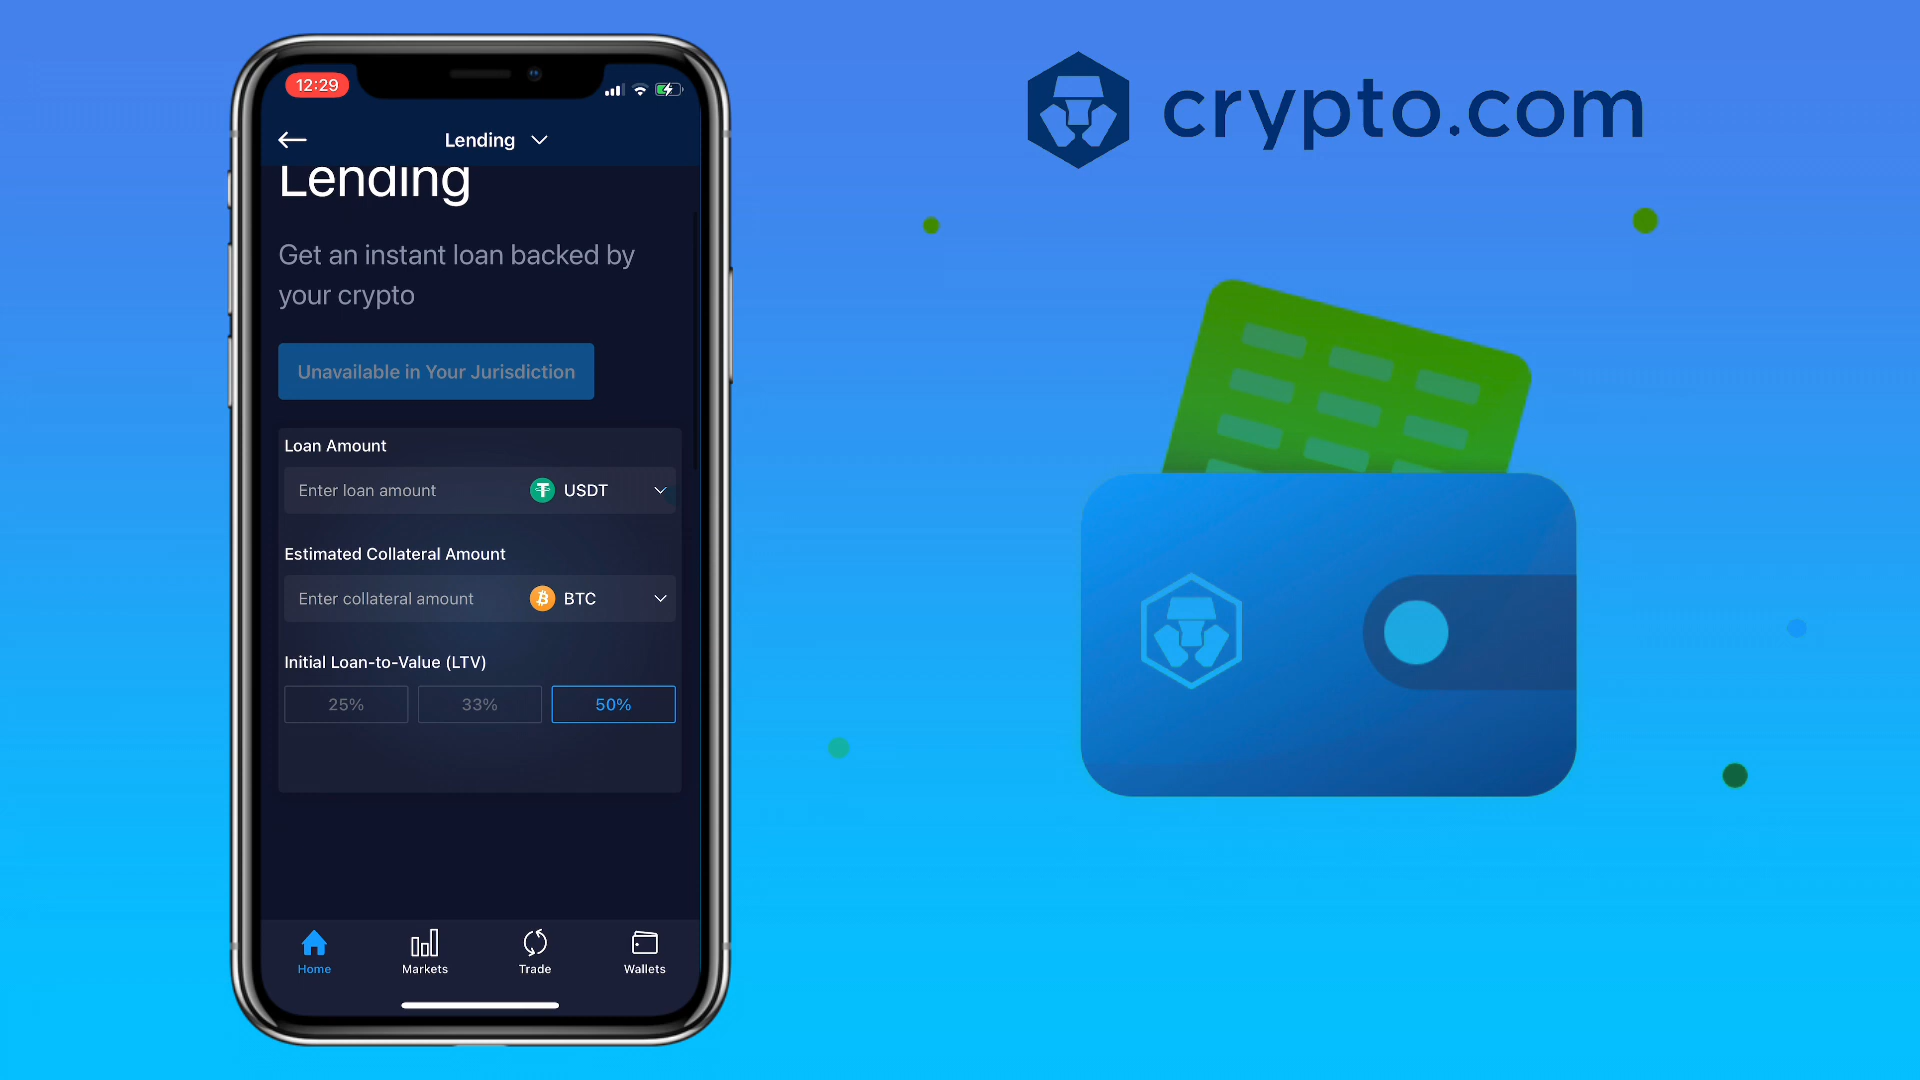 12:29
Lending
Lending
Get an instant loan backed by
your crypto
Unavailable in Your Jurisdiction
Loan Amount
Enter loan amount
USDT
Estimated Collateral Amount
Enter collateral amount
BTC
Initial Loan-to-Value (LTV)
25%
33%
50%
Home
Markets
Trade
Wallets
crypto.com